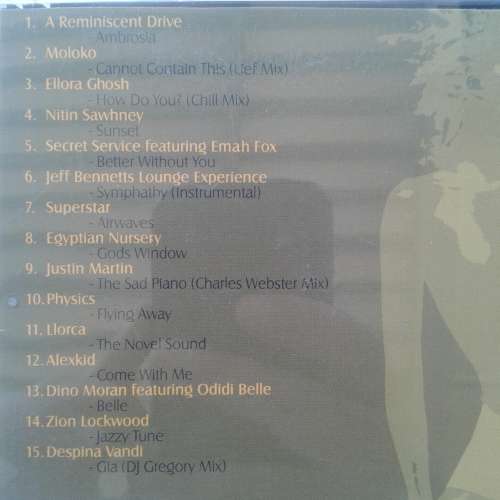 1. A Reminiscent Drive
- Ambrosia
2. Moloko
- Cannot Contain This (Lief Mix)
3. Ellora Ghosh
- How Do You? (Chill Mix)
4. Nitin Sawhney
- Sunset
5. Secret Service featuring Emah Fox
- Better Without You
6. Jeff Bennetts Lounge Experience
- Symphathy (Instrumental)
7. Superstar
- Airwaves
8. Egyptian Nursery
- Gods Window
9. Justin Martin
- The Sad Piano (Charles Webster Mix)
10. Physics
- Flying Away
11. Llorca
- The Novel Sound
12. Alexkid
- Come With Me
13. Dino Moran featuring Odidi Belle
- Belle
14. Zion Lockwood
- Jazzy Tune
15. Despina Vandi
- Gia (DJ Gregory Mix)